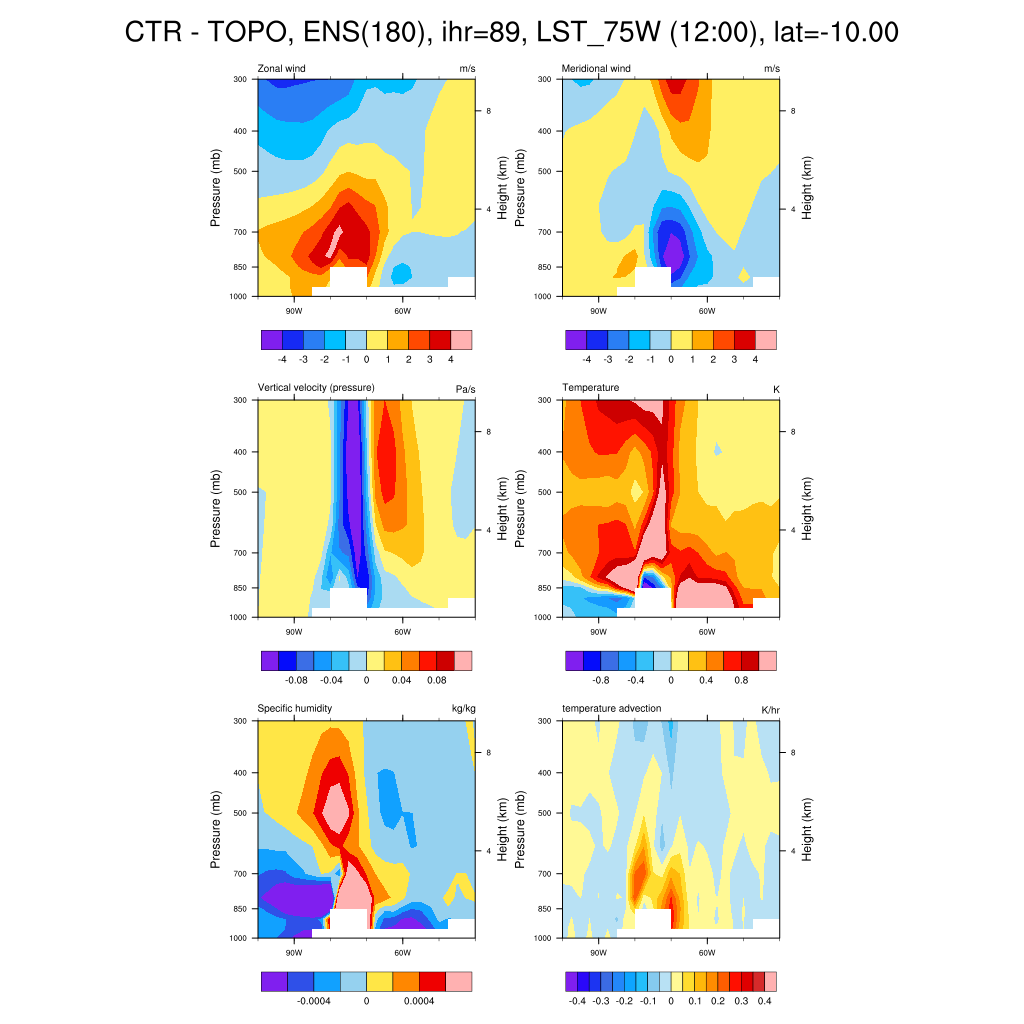 CTR - TOPO, ENS(180), ihr=89, LST_75W (12:00), lat=-10.00
Zonal wind m/s
Pressure (mb)
300
400
500
700
850
1000
90W 60W
8
4
Height (km)
-4 -3 -2 -1 0 1 2 3 4
Meridional wind m/s
Pressure (mb)
300
400
500
700
850
1000
90W 60W
8
4
Height (km)
-4 -3 -2 -1 0 1 2 3 4
Vertical velocity (pressure) Pa/s
Pressure (mb)
300
400
500
700
850
1000
90W 60W
8
4
Height (km)
-0.08 -0.04 0 0.04 0.08
Temperature K
Pressure (mb)
300
400
500
700
850
1000
90W 60W
8
4
Height (km)
-0.8 -0.4 0 0.4 0.8
Specific humidity kg/kg
Pressure (mb)
300
400
500
700
850
1000
90W 60W
8
4
Height (km)
-0.0004 0 0.0004
temperature advection K/hr
Pressure (mb)
300
400
500
700
850
1000
90W 60W
8
4
Height (km)
-0.4 -0.3 -0.2 -0.1 0 0.1 0.2 0.3 0.4